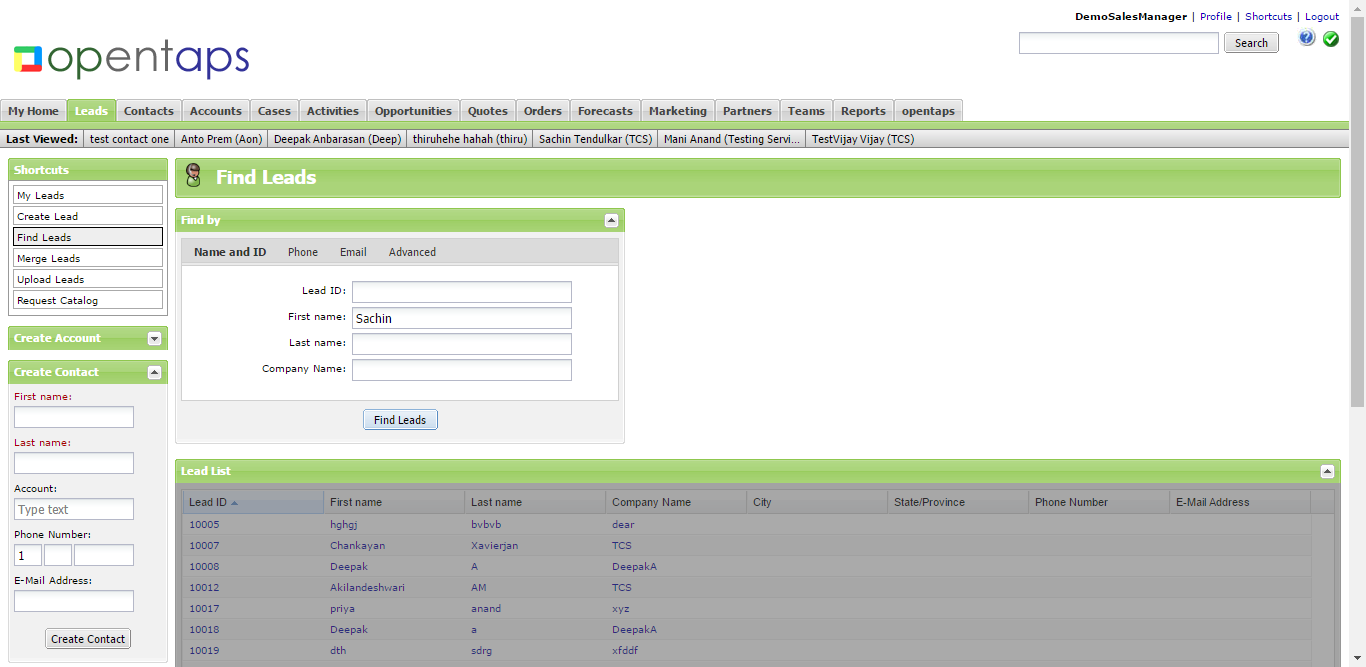 DemoSalesManager | Profile | Shortcuts | Logout
opentaps
Search
My Home Leads Contacts Accounts Cases Activities Opportunities Quotes Orders Forecasts Marketing Partners Teams Reports opentaps
Last Viewed: test contact one Anto Prem (Aon) Deepak Anbarasan (Deep) thiruhehe hahah (thiru) Sachin Tendulkar (TCS) Mani Anand (Testing Servi... TestVijay Vijay (TCS)
Shortcuts
My Leads
Create Lead
Find Leads
Merge Leads
Upload Leads
Request Catalog
Create Account
Create Contact
First name:
Last name:
Account:
Type text
Phone Number:
1
E-Mail Address:
Create Contact
Find Leads
Find by
Name and ID Phone Email Advanced
Lead ID:
First name: Sachin
Last name:
Company Name:
Find Leads
Lead List
Lead ID First name Last name Company Name City State/Province Phone Number E-Mail Address
10005 hghgj bvbvb dear
10007 Chankayan Xavierjan TCS
10008 Deepak A DeepakA
10012 Akilandeshwari AM TCS
10017 priya anand xyz
10018 Deepak a DeepakA
10019 dth sdrg xfddf